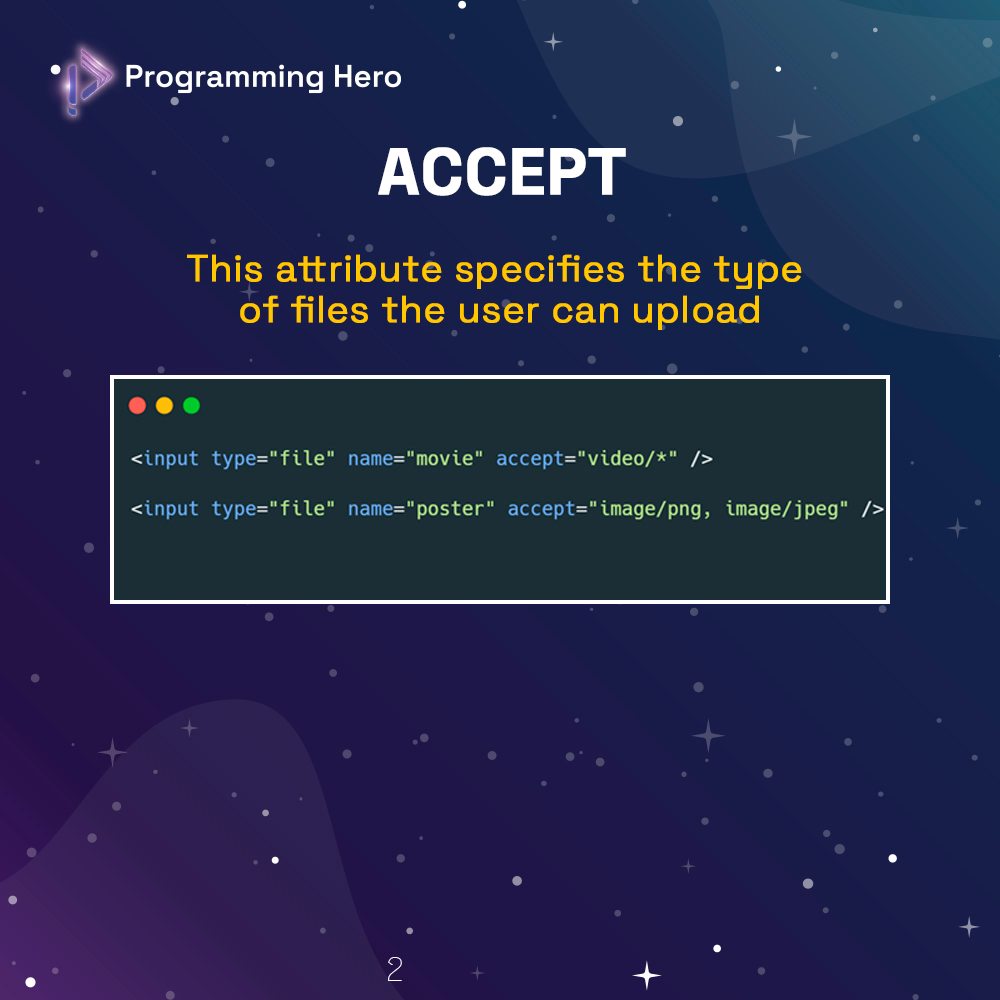 Programming Hero
ACCEPT
This attribute specifies the type
of files the user can upload
<input type="file" name="movie" accept="video/*" />
<input type="file" name="poster" accept="image/png, image/jpeg" />
2